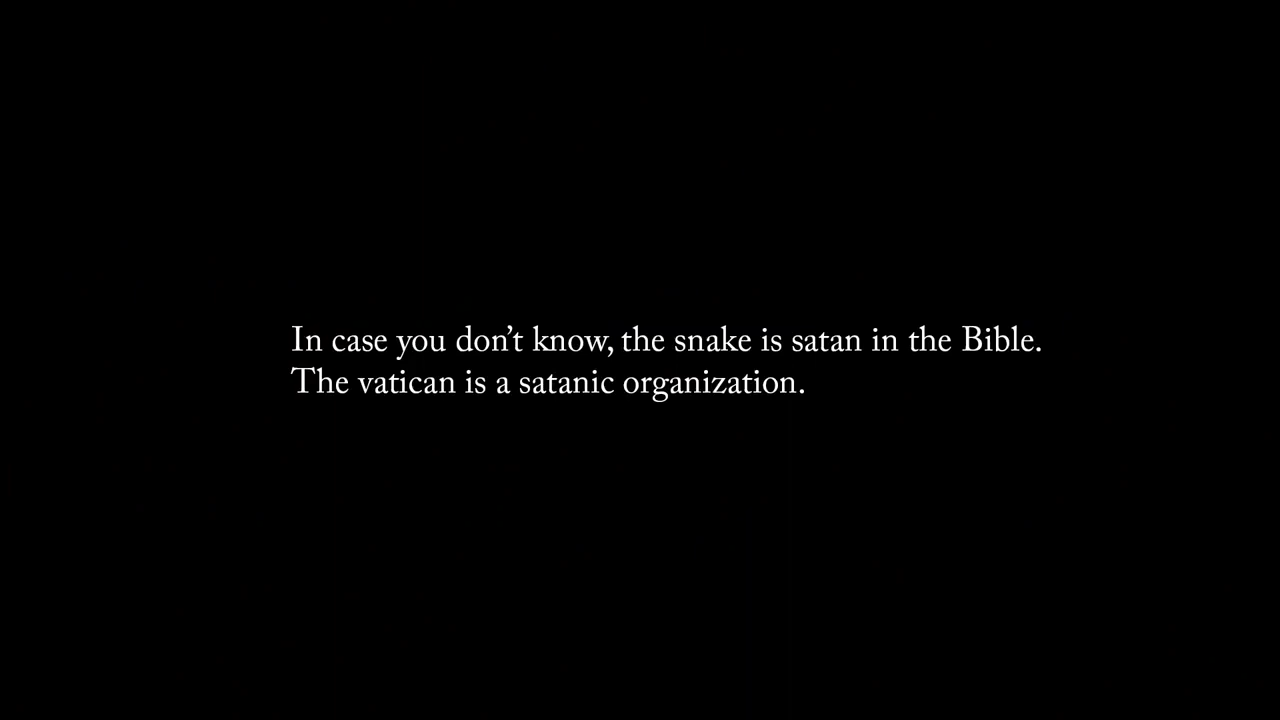 In case you don’t know, the snake is satan in the Bible.
The vatican is a satanic organization.